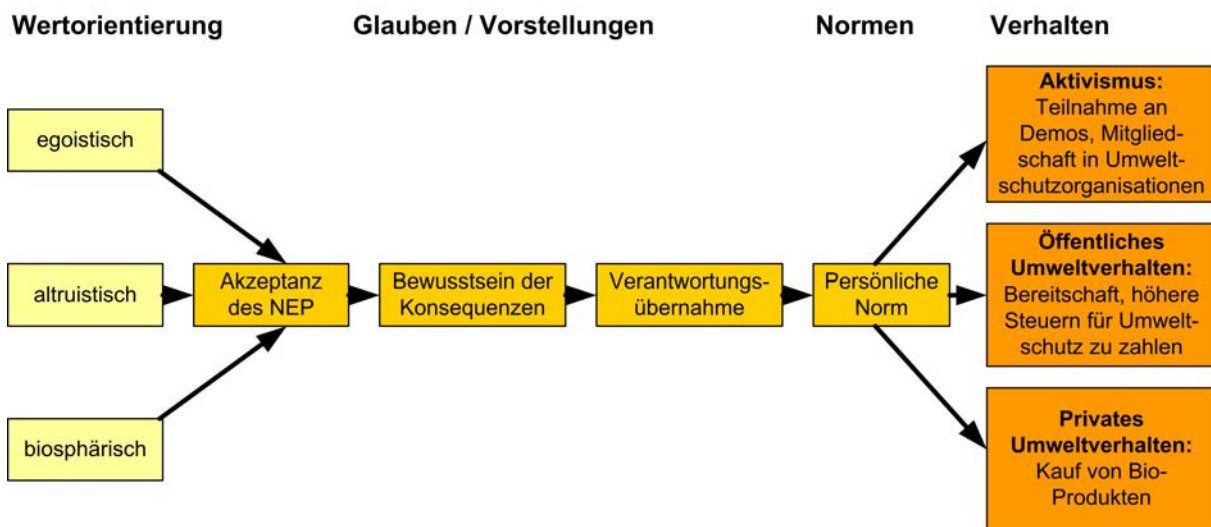 Wertorientierung
Glauben / Vorstellungen
Normen
Verhalten
egoistisch
altruistisch
biosphärisch
Akzeptanz
des NEP
Bewusstsein der
Konsequenzen
Verantwortungs-
übernahme
Persönliche
Norm
Aktivismus:
Teilnahme an
Demos, Mitglied-
schaft in Umwelt-
schutzorganisationen
Öffentliches
Umweltverhalten:
Bereitschaft, höhere
Steuern für Umwelt-
schutz zu zahlen
Privates
Umweltverhalten:
Kauf von Bio-
Produkten